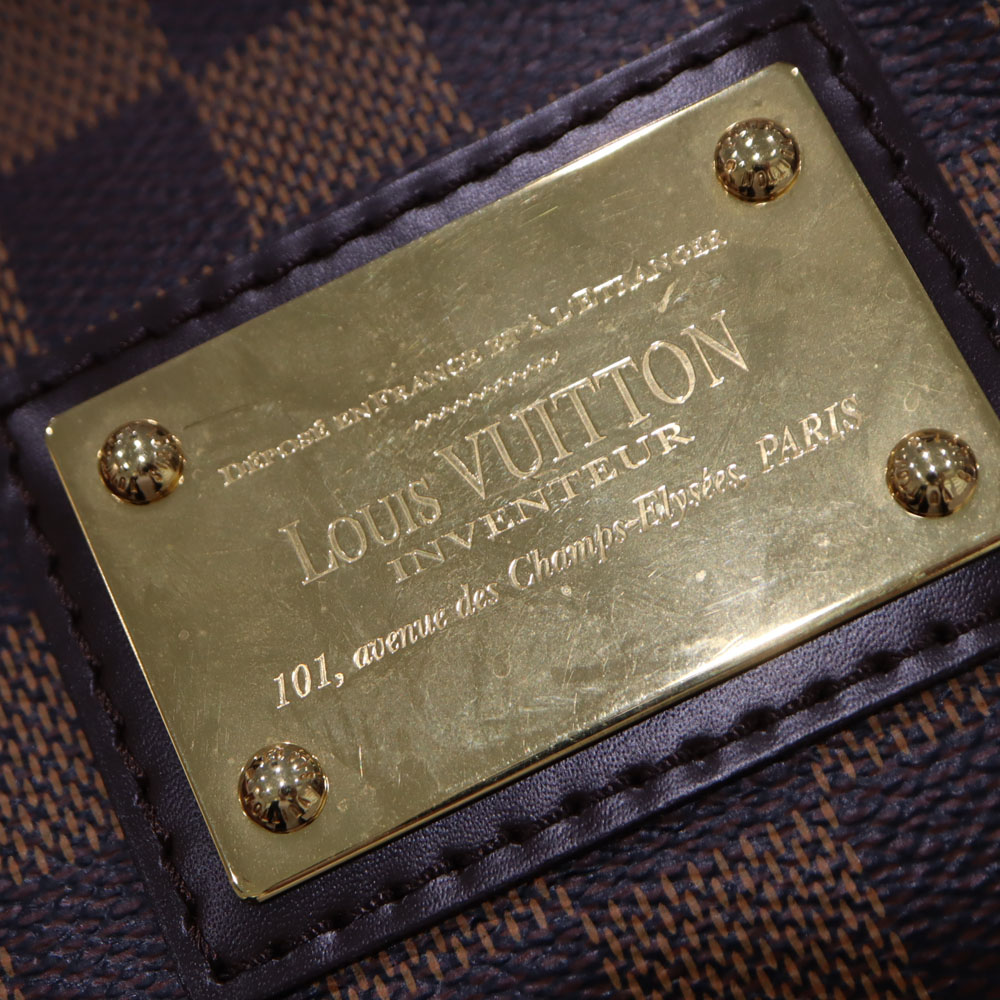 DÉPOSÉ EN FRANCE ET À L'ÉTRANGER
LOUIS VUITTON
INVENTEUR
101, avenue des Champs-Elysées PARIS